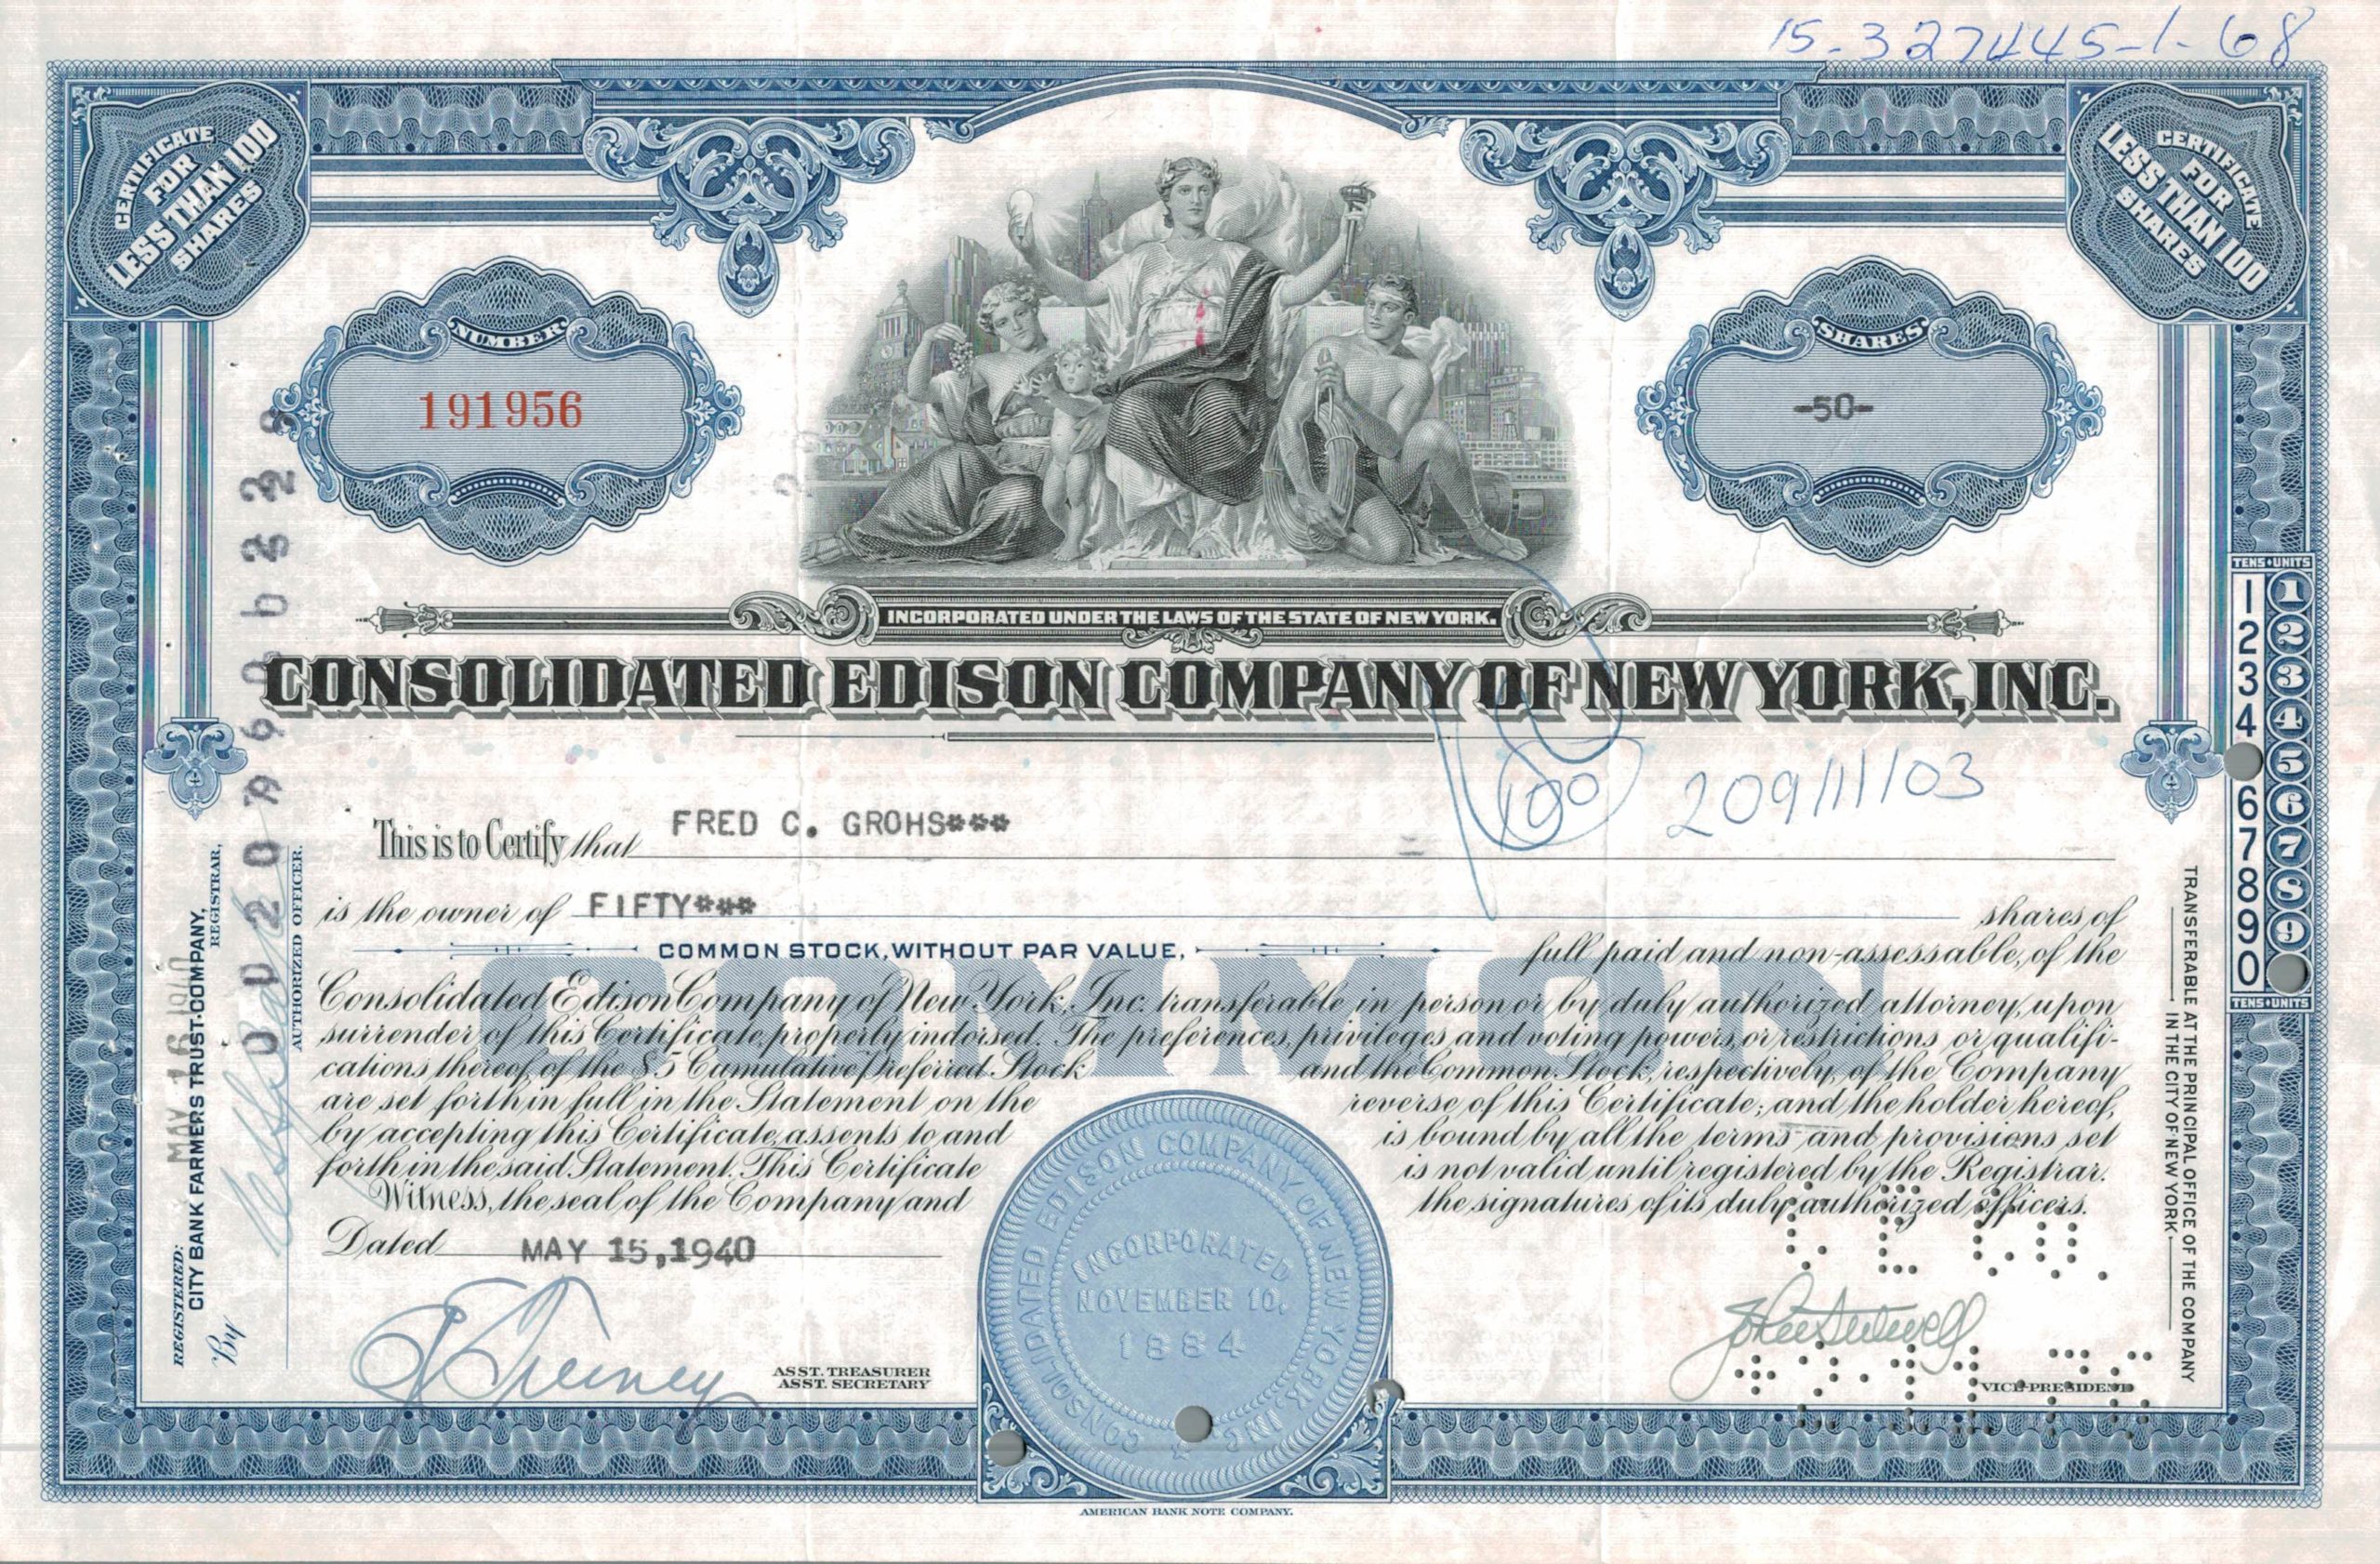 15-327445-1-68
CERTIFICATE
FOR
LESS THAN 100
SHARES
CERTIFICATE
FOR
LESS THAN 100
SHARES
NUMBER
191956
SHARES
-50-
INCORPORATED UNDER THE LAWS OF THE STATE OF NEW YORK.
CONSOLIDATED EDISON COMPANY OF NEW YORK, INC.
100
209/11/03
This is to Certify that FRED C. GROHS***
is the owner of FIFTY*** shares of
COMMON STOCK, WITHOUT PAR VALUE, full paid and non-assessable, of the
COMMON
Consolidated Edison Company of New York, Inc. transferable in person or by duly authorized attorney, upon
surrender of this Certificate, properly indorsed. The preferences, privileges and voting powers, or restrictions or qualifi-
cations thereof, of the $5 Cumulative Preferred Stock and the Common Stock, respectively, of the Company
are set forth in full in the Statement on the reverse of this Certificate; and the holder hereof,
by accepting this Certificate, assents to and is bound by all the terms and provisions set
forth in the said Statement. This Certificate is not valid until registered by the Registrar.
Witness, the seal of the Company and the signatures of its duly authorized officers.
Dated MAY 15, 1940
ASST. TREASURER
ASST. SECRETARY
VICE-PRESIDENT
CONSOLIDATED EDISON COMPANY OF NEW YORK, INC.
INCORPORATED
NOVEMBER 10,
1884
REGISTERED:
CITY BANK FARMERS TRUST COMPANY,
REGISTRAR,
By
AUTHORIZED OFFICER.
MAY 16 1940
TRANSFERABLE AT THE PRINCIPAL OFFICE OF THE COMPANY
IN THE CITY OF NEW YORK
TENS UNITS
1 1
2 2
3 3
4 4
5
6 6
7 7
8 8
9 9
0
TENS UNITS
AMERICAN BANK NOTE COMPANY.